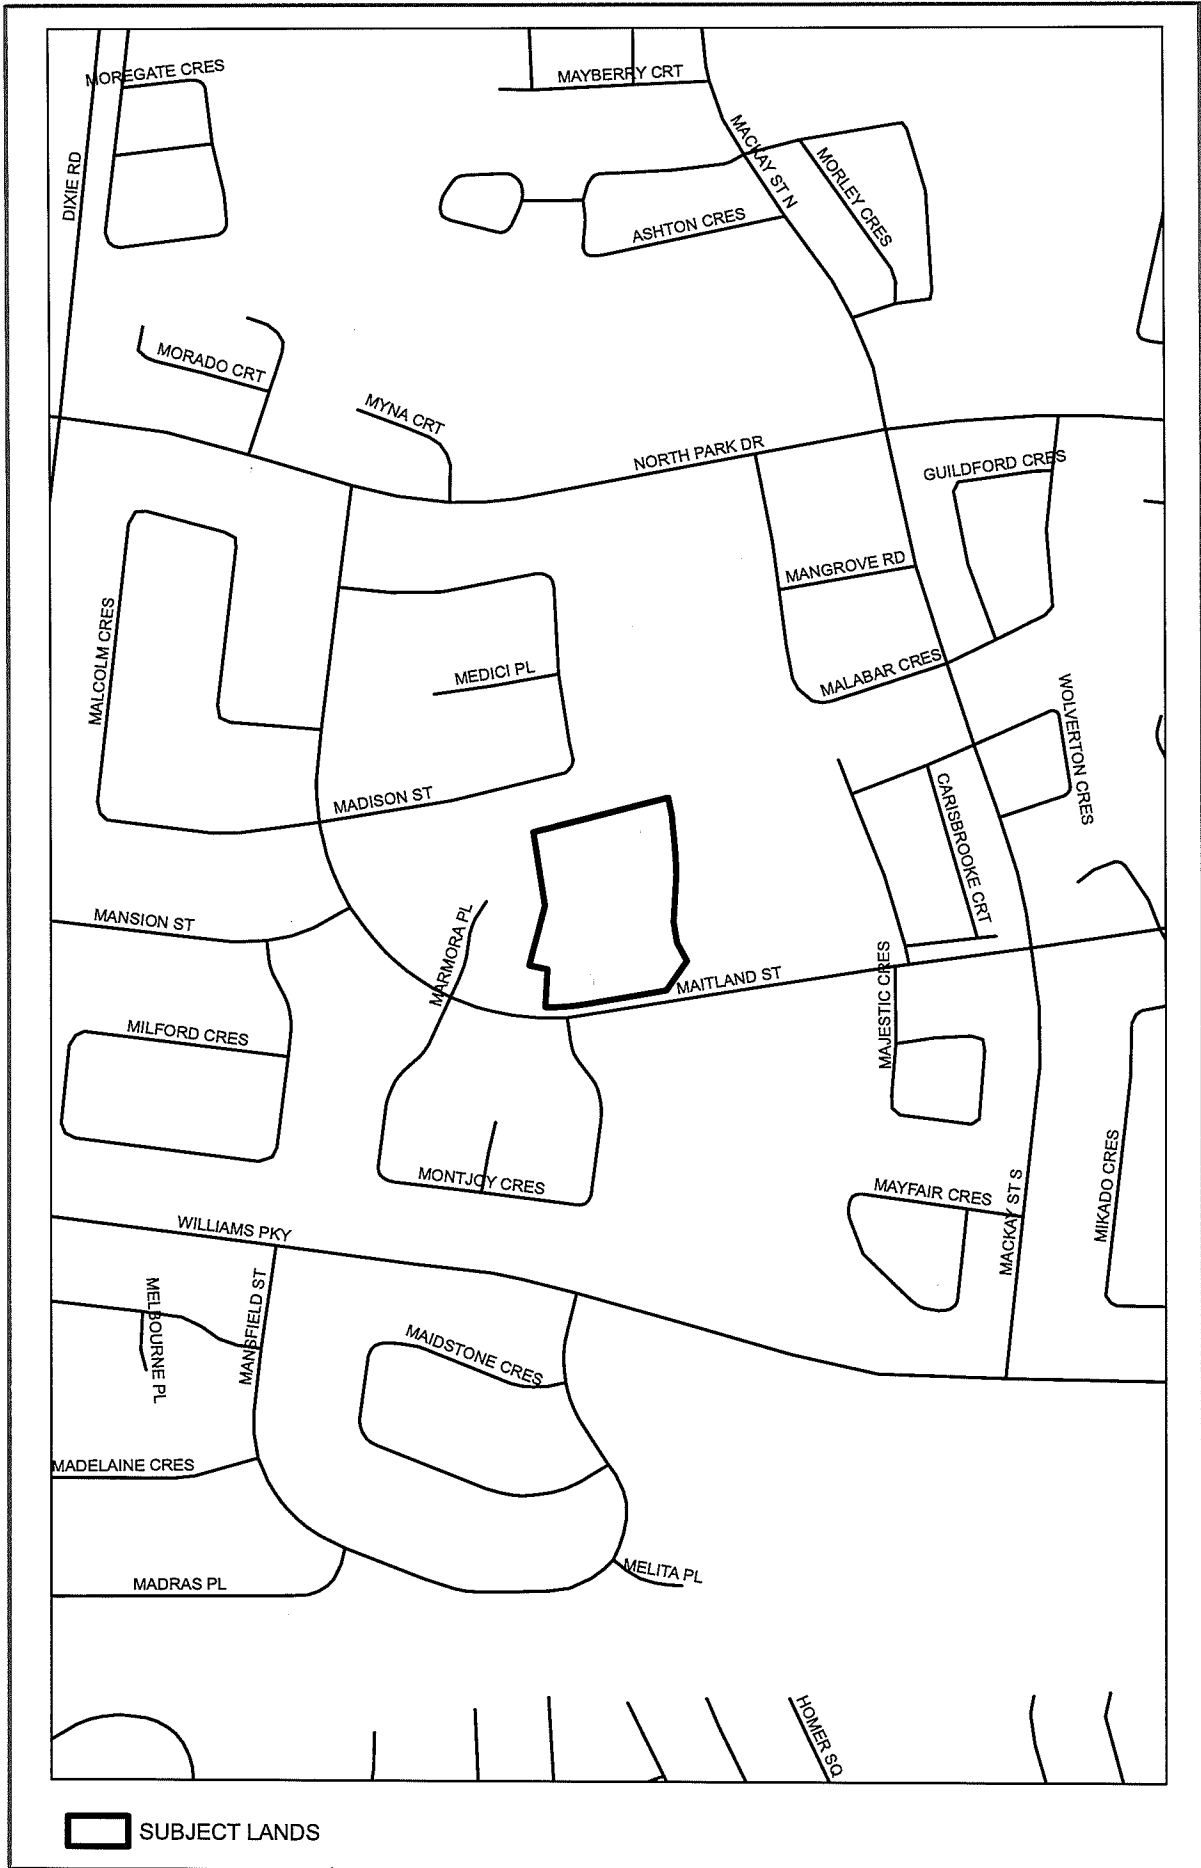 MOREGATE CRES
MAYBERRY CRT
DIXIE RD
MACKAY ST N
MORLEY CRES
ASHTON CRES
MORADO CRT
MYNA CRT
NORTH PARK DR
GUILDFORD CRES
MANGROVE RD
MALCOLM CRES
MEDICI PL
MALABAR CRES
WOLVERTON CRES
MADISON ST
CARISBROOKE CRT
MANSION ST
MARMORA PL
MAITLAND ST
MAJESTIC CRES
MILFORD CRES
MONTJOY CRES
MAYFAIR CRES
MACKAY ST S
MIKADO CRES
WILLIAMS PKY
MELBOURNE PL
MANSFIELD ST
MAIDSTONE CRES
MADELAINE CRES
MADRAS PL
MELITA PL
HOMER SQ
SUBJECT LANDS